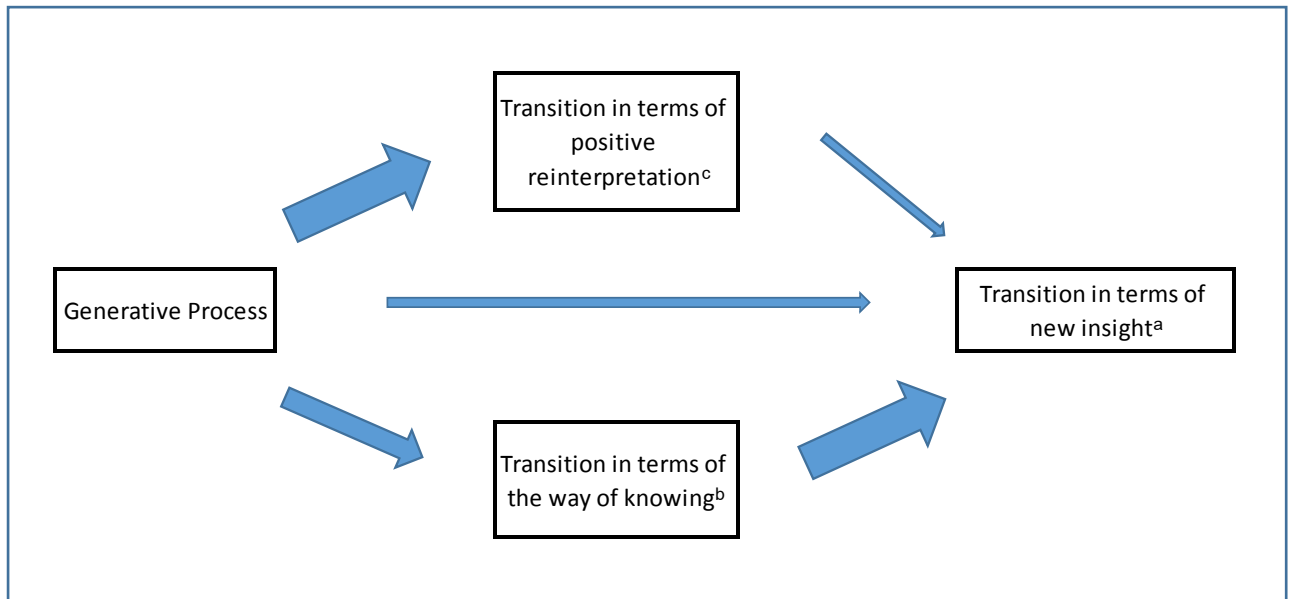 Transition in terms of
positive
reinterpretationᶜ
Generative Process
Transition in terms of
new insightᵃ
Transition in terms of
the way of knowingᵇ